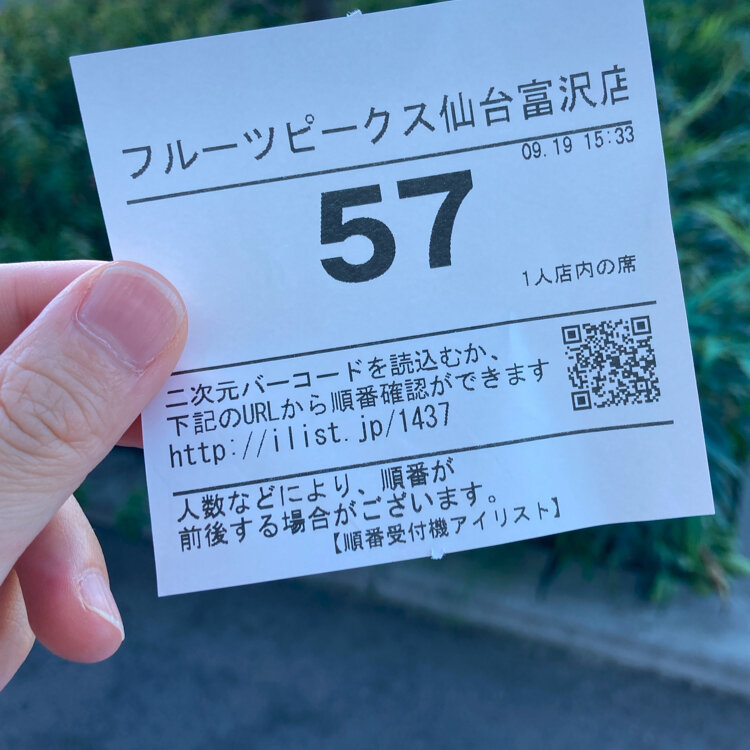 フルーツピークス仙台富沢店
09.19 15:33
57
1人店内の席
二次元バーコードを読込むか、
下記のURLから順番確認ができます
http://ilist.jp/1437
人数などにより、順番が
前後する場合がございます。
【順番受付機アイリスト】